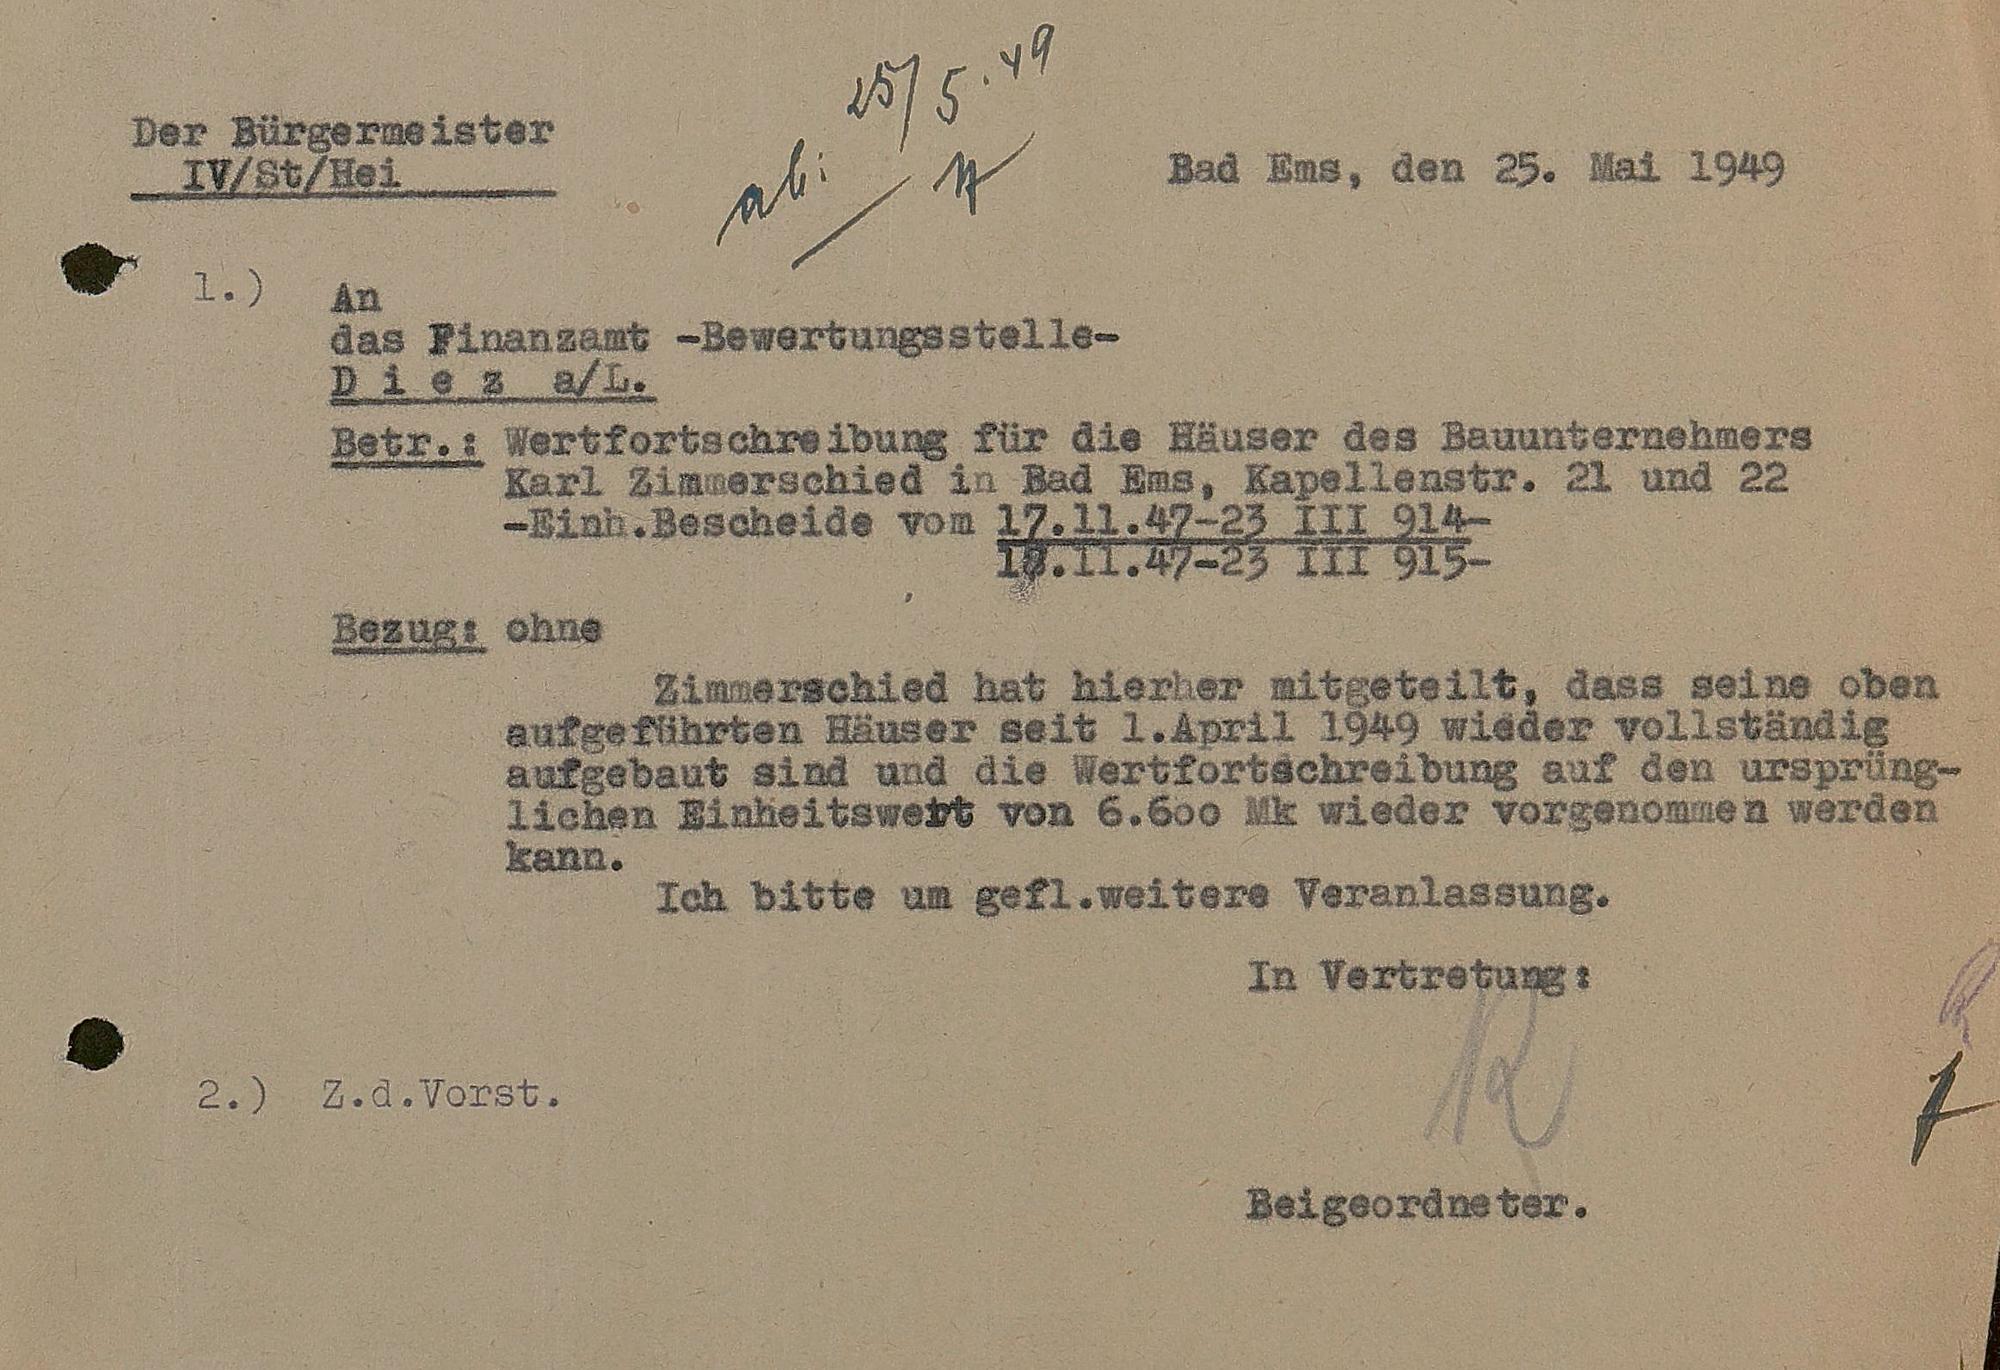 ab: 25/5.49
Der Bürgermeister
IV/St/Hei
Bad Ems, den 25. Mai 1949
1.) An
das Finanzamt -Bewertungsstelle-
D i e z a/L.
Betr.: Wertfortschreibung für die Häuser des Bauunternehmers
Karl Zimmerschied in Bad Ems, Kapellenstr. 21 und 22
-Einh.Bescheide vom 17.11.47-23 III 914-
18.11.47-23 III 915-
Bezug: ohne
Zimmerschied hat hierher mitgeteilt, dass seine oben
aufgeführten Häuser seit 1.April 1949 wieder vollständig
aufgebaut sind und die Wertfortschreibung auf den ursprüng-
lichen Einheitswert von 6.600 Mk wieder vorgenommen werden
kann.
Ich bitte um gefl.weitere Veranlassung.
In Vertretung:
2.) Z.d.Vorst.
Beigeordneter.